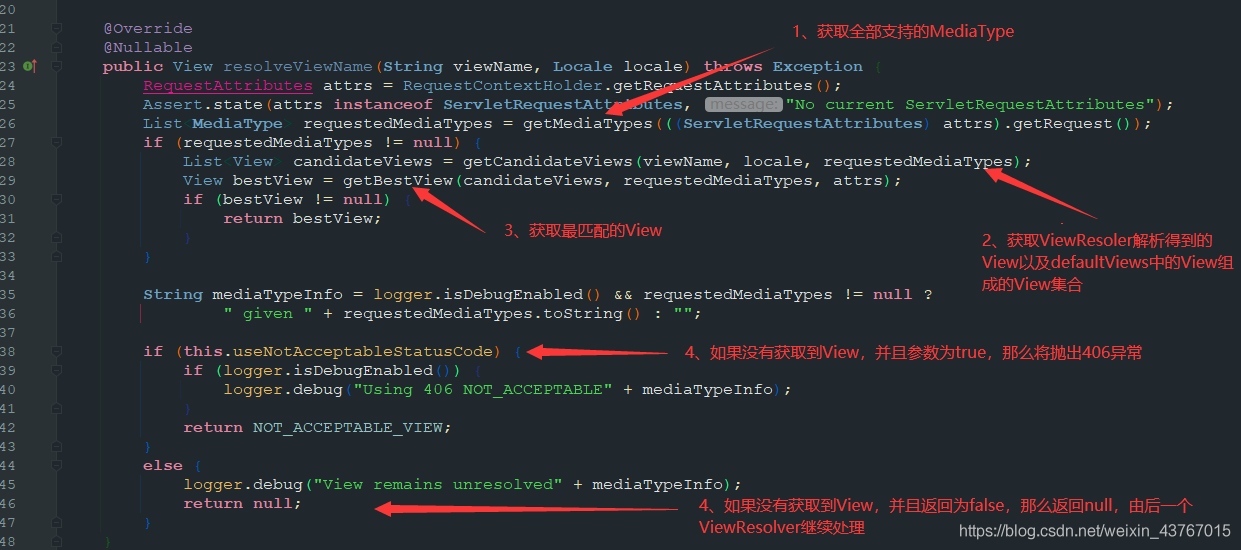 20
21 @Override
22 @Nullable
1、获取全部支持的MediaType
23 public View resolveViewName(String viewName, Locale locale) throws Exception {
24 RequestAttributes attrs = RequestContextHolder.getRequestAttributes();
25 Assert.state(attrs instanceof ServletRequestAttributes, message: "No current ServletRequestAttributes");
26 List<MediaType> requestedMediaTypes = getMediaTypes(((ServletRequestAttributes) attrs).getRequest());
27 if (requestedMediaTypes != null) {
28 List<View> candidateViews = getCandidateViews(viewName, locale, requestedMediaTypes);
29 View bestView = getBestView(candidateViews, requestedMediaTypes, attrs);
30 if (bestView != null) {
31 return bestView;
3、获取最匹配的View
32 }
2、获取ViewResoler解析得到的
View以及defaultViews中的View组
成的View集合
33 }
34
35 String mediaTypeInfo = logger.isDebugEnabled() && requestedMediaTypes != null ?
36 " given " + requestedMediaTypes.toString() : "";
37
38 if (this.useNotAcceptableStatusCode) {
4、如果没有获取到View，并且参数为true，那么将抛出406异常
39 if (logger.isDebugEnabled()) {
40 logger.debug("Using 406 NOT_ACCEPTABLE" + mediaTypeInfo);
41 }
42 return NOT_ACCEPTABLE_VIEW;
43 }
44 else {
45 logger.debug("View remains unresolved" + mediaTypeInfo);
46 return null;
4、如果没有获取到View，并且返回为false，那么返回null，由后一个
ViewResolver继续处理
47 }
48 }
https://blog.csdn.net/weixin_43767015